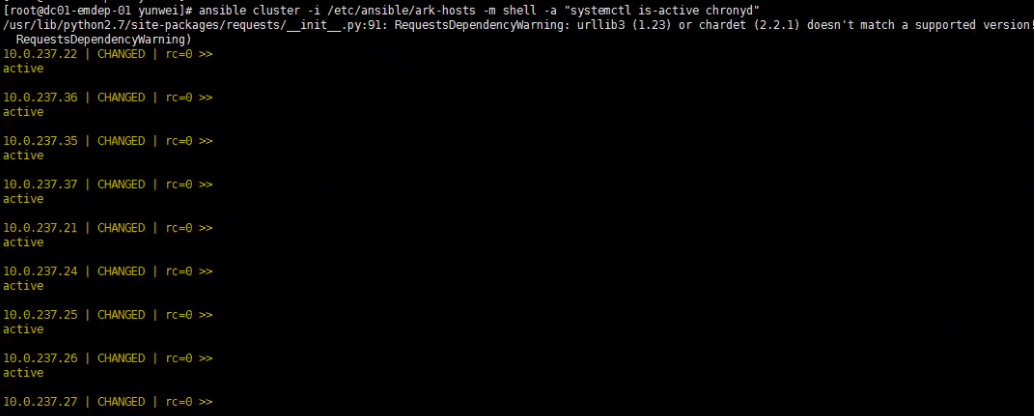 [root@dc01-emdep-01 yunwei]# ansible cluster -i /etc/ansible/ark-hosts -m shell -a "systemctl is-active chronyd"
/usr/lib/python2.7/site-packages/requests/__init__.py:91: RequestsDependencyWarning: urllib3 (1.23) or chardet (2.2.1) doesn't match a supported version!
  RequestsDependencyWarning)
10.0.237.22 | CHANGED | rc=0 >>
active
10.0.237.36 | CHANGED | rc=0 >>
active
10.0.237.35 | CHANGED | rc=0 >>
active
10.0.237.37 | CHANGED | rc=0 >>
active
10.0.237.21 | CHANGED | rc=0 >>
active
10.0.237.24 | CHANGED | rc=0 >>
active
10.0.237.25 | CHANGED | rc=0 >>
active
10.0.237.26 | CHANGED | rc=0 >>
active
10.0.237.27 | CHANGED | rc=0 >>